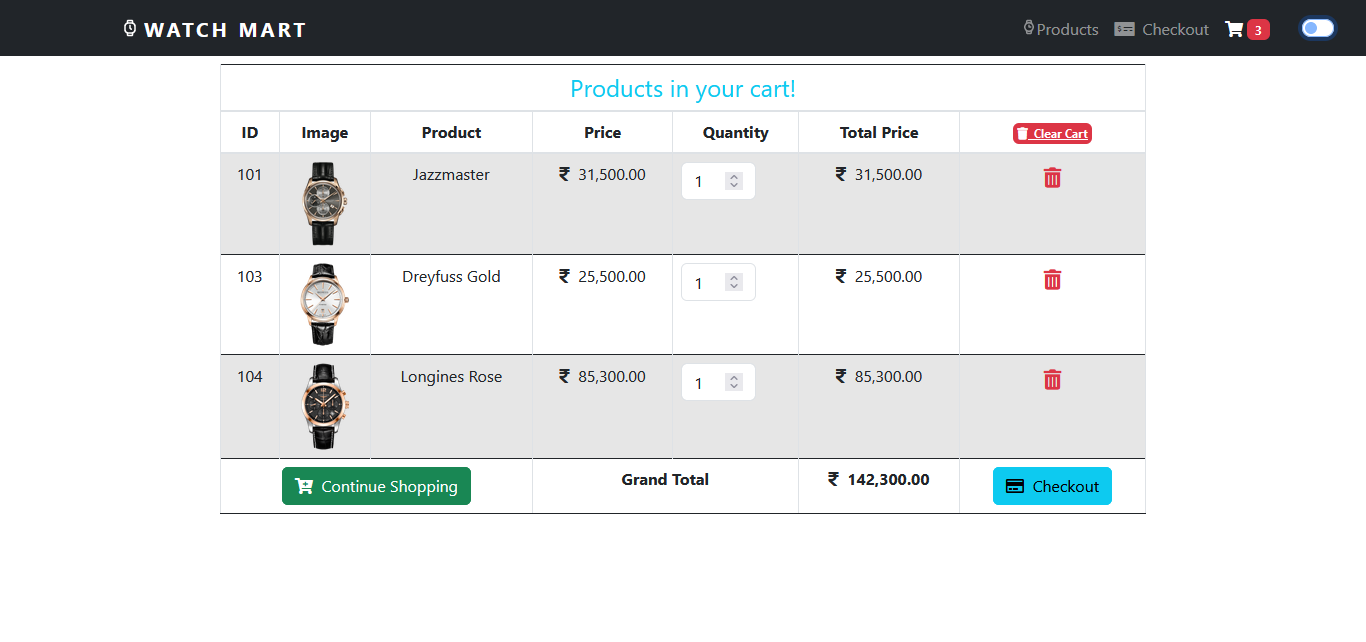 WATCH MART
Products Checkout 3
Products in your cart!
ID Image Product Price Quantity Total Price Clear Cart
101 Jazzmaster ₹ 31,500.00 1 ₹ 31,500.00
103 Dreyfuss Gold ₹ 25,500.00 1 ₹ 25,500.00
104 Longines Rose ₹ 85,300.00 1 ₹ 85,300.00
Continue Shopping Grand Total ₹ 142,300.00 Checkout